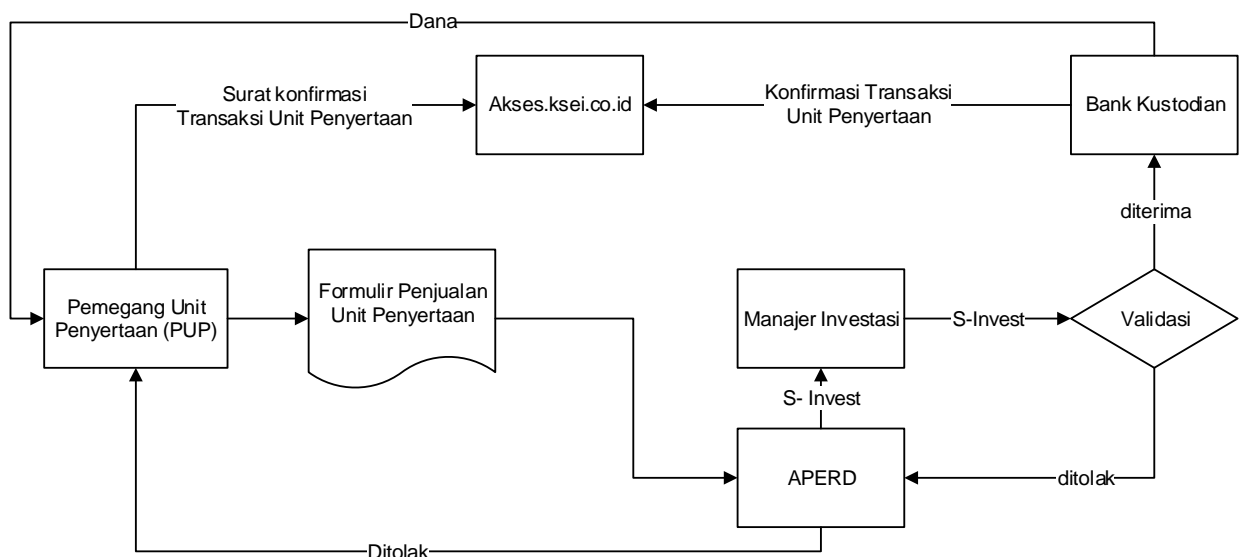 Dana
Surat konfirmasi
Transaksi Unit Penyertaan
Akses.ksei.co.id
Konfirmasi Transaksi
Unit Penyertaan
Bank Kustodian
diterima
Pemegang Unit
Penyertaan (PUP)
Formulir Penjualan
Unit Penyertaan
Manajer Investasi
S-Invest
Validasi
S- Invest
APERD
ditolak
Ditolak